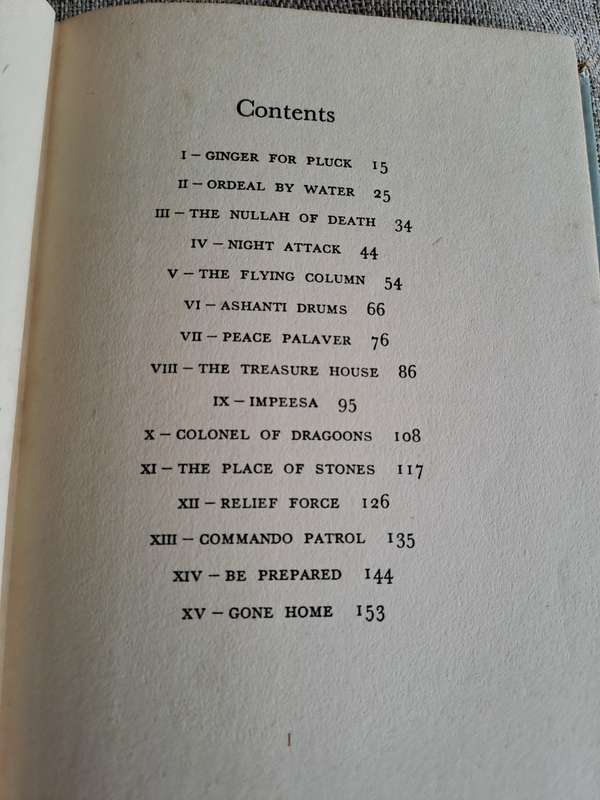 Contents
I – GINGER FOR PLUCK 15
II – ORDEAL BY WATER 25
III – THE NULLAH OF DEATH 34
IV – NIGHT ATTACK 44
V – THE FLYING COLUMN 54
VI – ASHANTI DRUMS 66
VII – PEACE PALAVER 76
VIII – THE TREASURE HOUSE 86
IX – IMPEESA 95
X – COLONEL OF DRAGOONS 108
XI – THE PLACE OF STONES 117
XII – RELIEF FORCE 126
XIII – COMMANDO PATROL 135
XIV – BE PREPARED 144
XV – GONE HOME 153
I